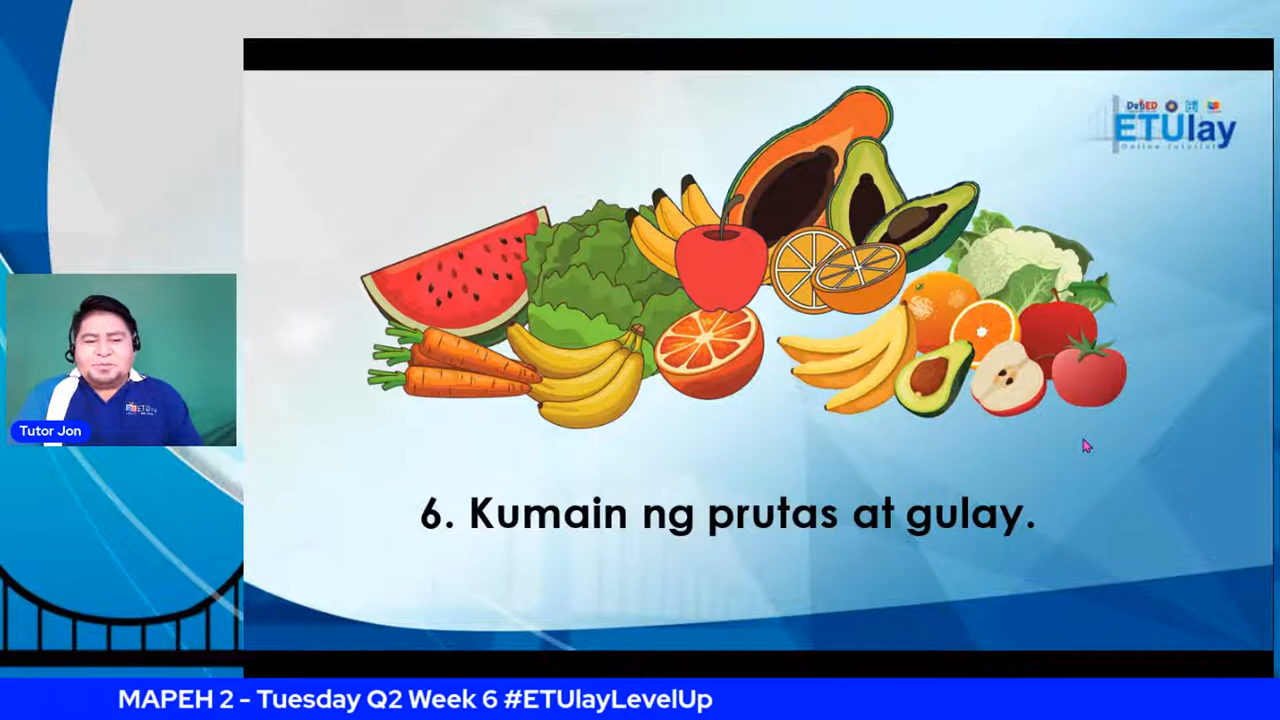 DepED
ETUlay
Online Tutorial
ETUlay
Tutor Jon
6. Kumain ng prutas at gulay.
MAPEH 2 - Tuesday Q2 Week 6 #ETUlayLevelUp